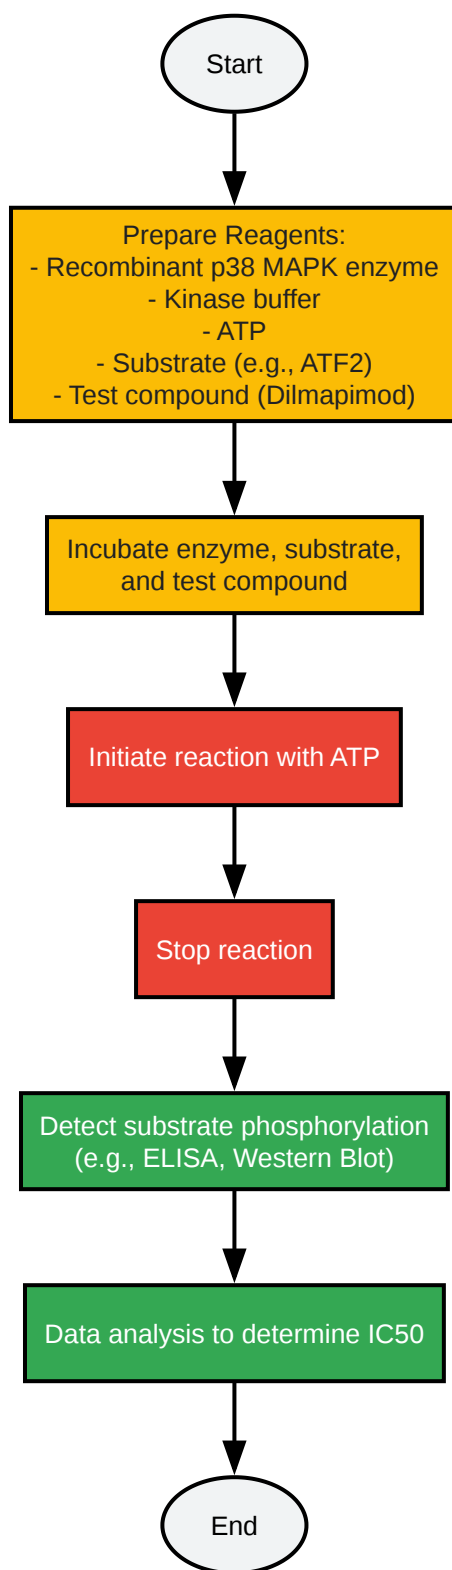 Start
Prepare Reagents:
- Recombinant p38 MAPK enzyme
- Kinase buffer
- ATP
- Substrate (e.g., ATF2)
- Test compound (Dilmapimod)
Incubate enzyme, substrate,
and test compound
Initiate reaction with ATP
Stop reaction
Detect substrate phosphorylation
(e.g., ELISA, Western Blot)
Data analysis to determine IC50
End